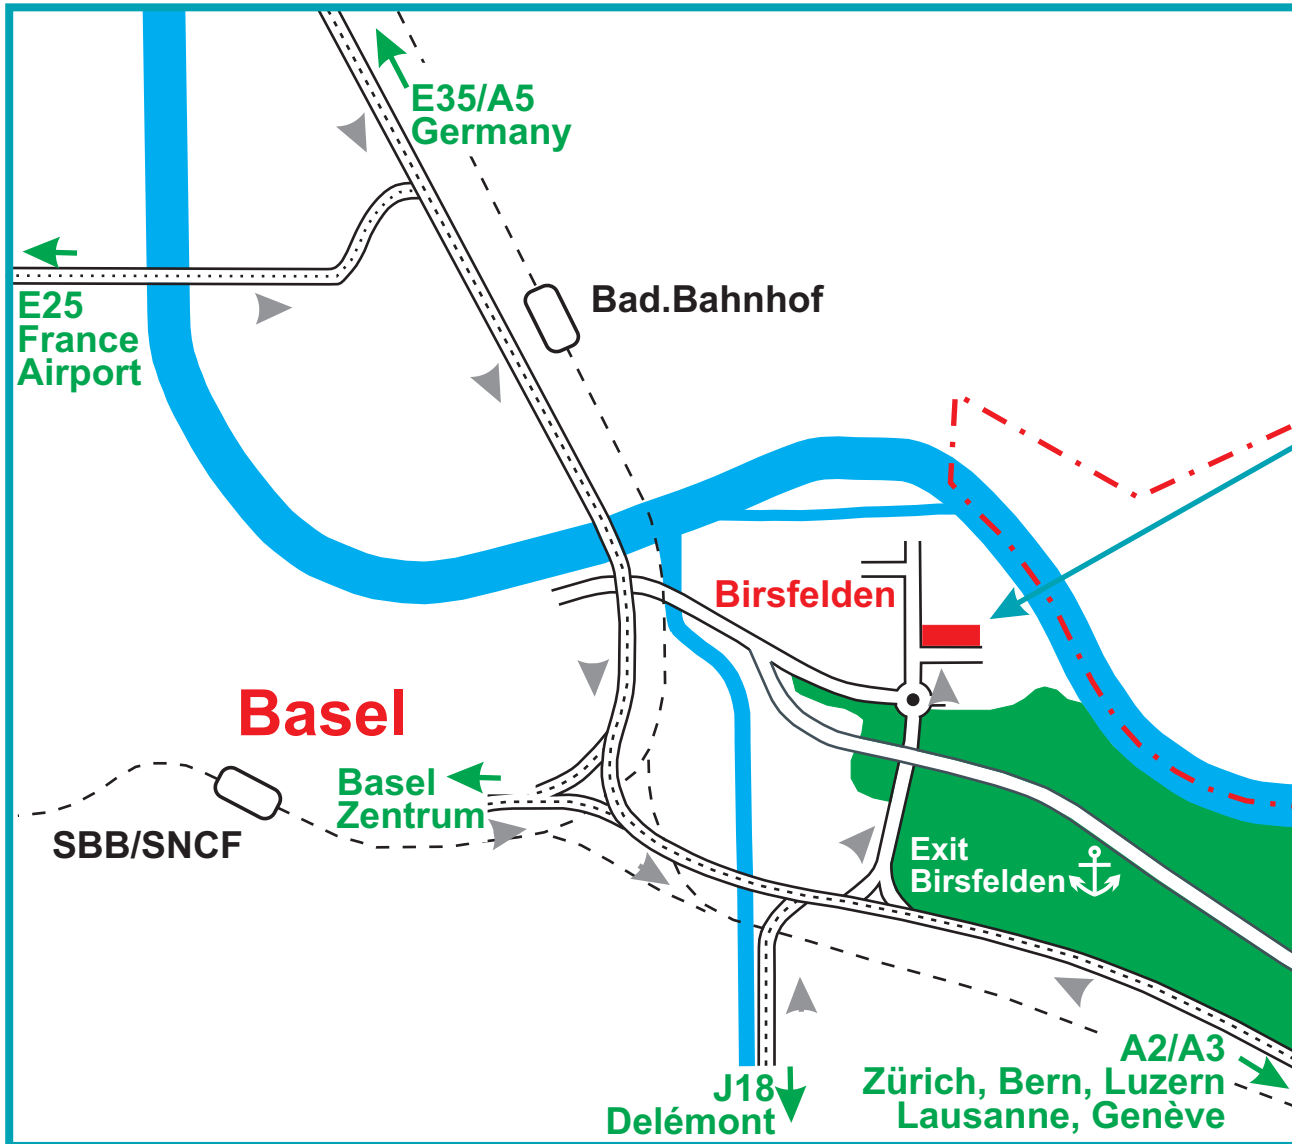 E35/A5
Germany
E25
France
Airport
Bad.Bahnhof
Birsfelden
Basel
Basel
Zentrum
SBB/SNCF
Exit
Birsfelden
A2/A3
Zürich, Bern, Luzern
Lausanne, Genève
J18
Delémont